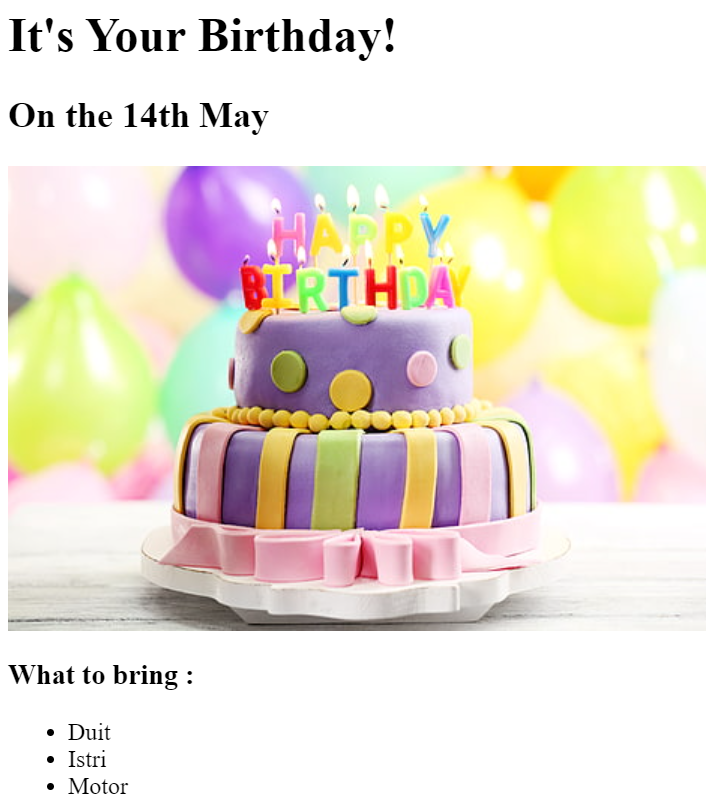 It's Your Birthday!
On the 14th May
HAPPY
BIRTHDAY
What to bring :
Duit
Istri
Motor